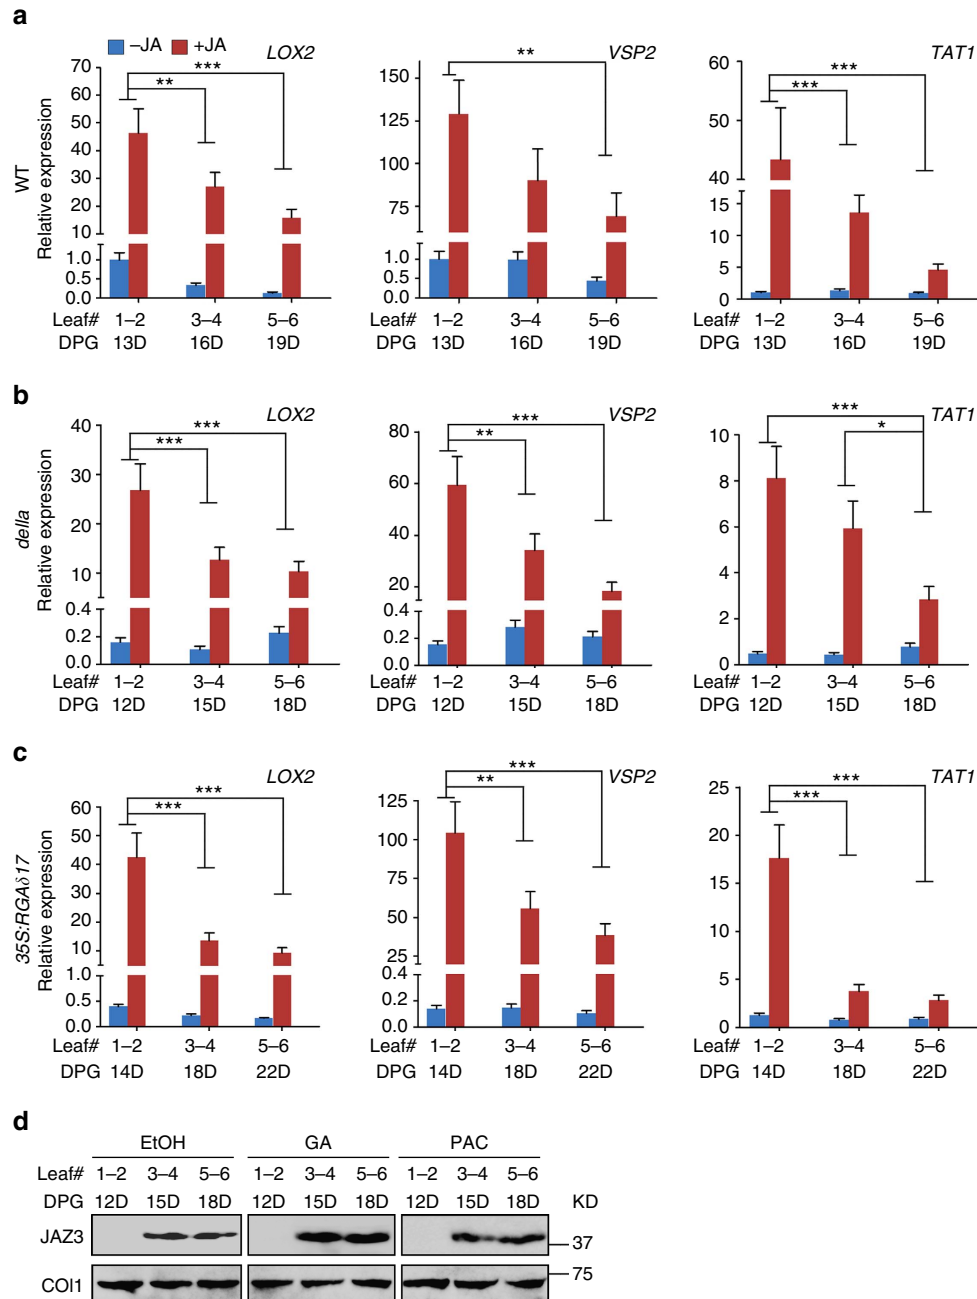 a
–JA +JA
LOX2 VSP2 TAT1
*** ** ** *** ***
WT
Relative expression
70 60 50 40 30 20 10 1.0 0.5 0.0
150 125 100 75 1.0 0.5 0.0
60 50 40 15 10 5 0
Leaf# 1–2 3–4 5–6 Leaf# 1–2 3–4 5–6 Leaf# 1–2 3–4 5–6
DPG 13D 16D 19D DPG 13D 16D 19D DPG 13D 16D 19D
b
LOX2 VSP2 TAT1
*** *** *** ** *** *
della
Relative expression
40 30 20 10 0.4 0.2 0.0
80 60 40 20 0.4 0.2 0.0
10 8 6 4 2 0
Leaf# 1–2 3–4 5–6 Leaf# 1–2 3–4 5–6 Leaf# 1–2 3–4 5–6
DPG 12D 15D 18D DPG 12D 15D 18D DPG 12D 15D 18D
c
LOX2 VSP2 TAT1
*** *** *** ** *** ***
35S:RGAδ17
Relative expression
60 50 40 30 20 10 1.0 0.5 0.0
125 100 75 50 25 0.4 0.2 0.0
25 20 15 10 5 0
Leaf# 1–2 3–4 5–6 Leaf# 1–2 3–4 5–6 Leaf# 1–2 3–4 5–6
DPG 14D 18D 22D DPG 14D 18D 22D DPG 14D 18D 22D
d
EtOH GA PAC
Leaf# 1–2 3–4 5–6 1–2 3–4 5–6 1–2 3–4 5–6
DPG 12D 15D 18D 12D 15D 18D 12D 15D 18D KD
JAZ3 37
COI1 75